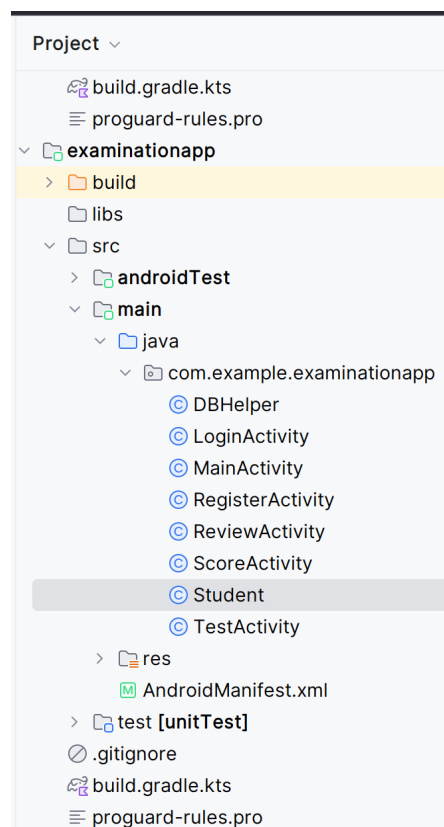 Project
build.gradle.kts
proguard-rules.pro
examinationapp
build
libs
src
androidTest
main
java
com.example.examinationapp
DBHelper
LoginActivity
MainActivity
RegisterActivity
ReviewActivity
ScoreActivity
Student
TestActivity
res
AndroidManifest.xml
test [unitTest]
.gitignore
build.gradle.kts
proguard-rules.pro